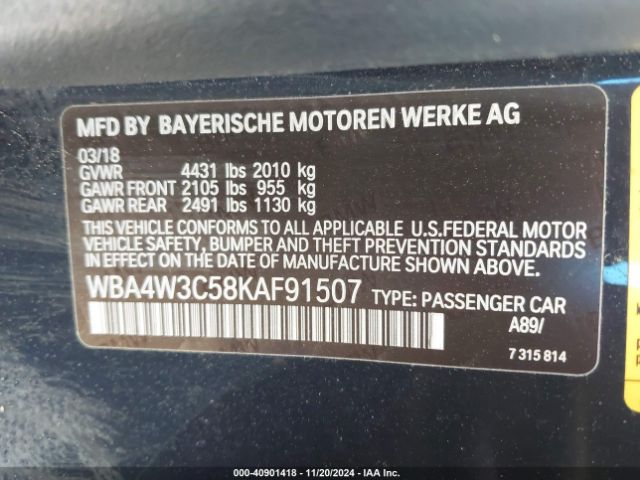 MFD BY BAYERISCHE MOTOREN WERKE AG
03/18
GVWR 4431 lbs 2010 kg
GAWR FRONT 2105 lbs 955 kg
GAWR REAR 2491 lbs 1130 kg
THIS VEHICLE CONFORMS TO ALL APPLICABLE U.S.FEDERAL MOTOR
VEHICLE SAFETY, BUMPER AND THEFT PREVENTION STANDARDS
IN EFFECT ON THE DATE OF MANUFACTURE SHOWN ABOVE.
WBA4W3C58KAF91507 TYPE: PASSENGER CAR
A89/
7 315 814
000-40901418 - 11/20/2024 - IAA Inc.